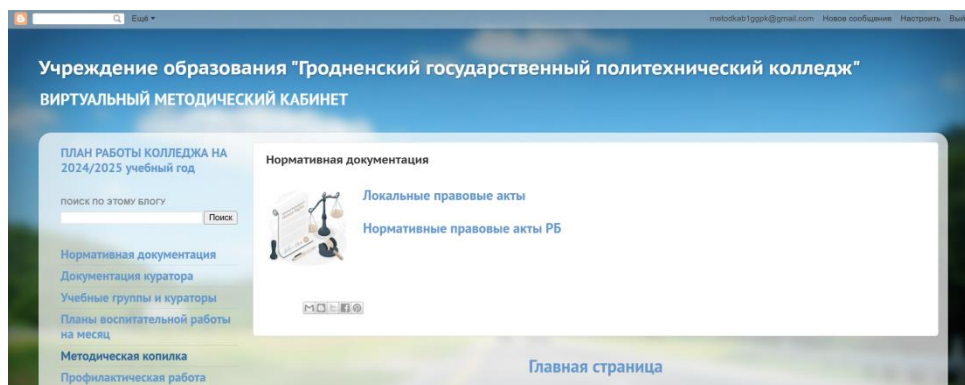 Ещё
metodkab1ggpk@gmail.com Новое сообщение Настроить Вый
Учреждение образования "Гродненский государственный политехнический колледж"
ВИРТУАЛЬНЫЙ МЕТОДИЧЕСКИЙ КАБИНЕТ
ПЛАН РАБОТЫ КОЛЛЕДЖА НА
2024/2025 учебный год
ПОИСК ПО ЭТОМУ БЛОГУ
Поиск
Нормативная документация
Документация куратора
Учебные группы и кураторы
Планы воспитательной работы
на месяц
Методическая копилка
Профилактическая работа
Нормативная документация
Локальные правовые акты
Нормативные правовые акты РБ
Главная страница